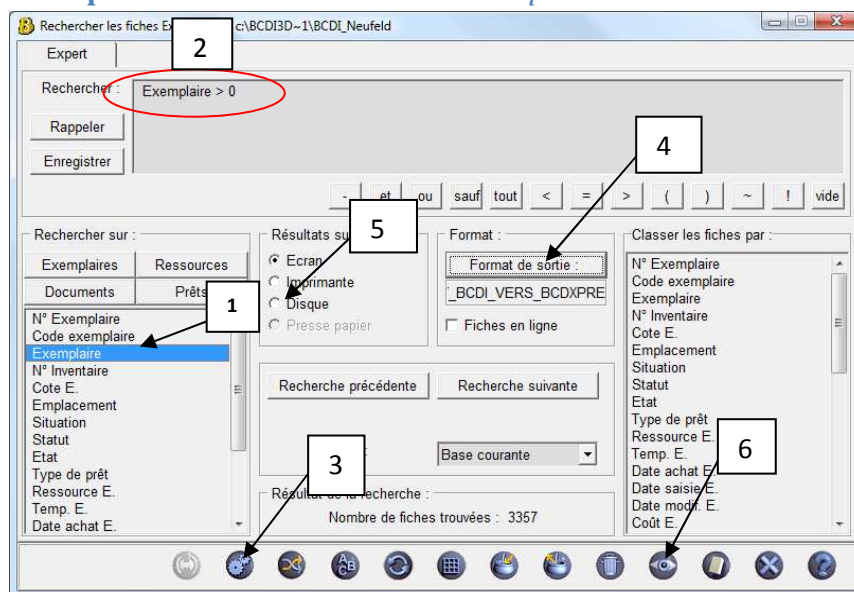 Rechercher les fiches Ex c:\BCDI3D~1\BCDI_Neufeld
Expert
2
Rechercher :
Exemplaire > 0
Rappeler
Enregistrer
4
- et ou sauf tout < = > ( ) ~ ! vide
Rechercher sur :
Exemplaires Ressources
Documents Prêts
1
N° Exemplaire
Code exemplaire
Exemplaire
N° Inventaire
Cote E.
Emplacement
Situation
Statut
Etat
Type de prêt
Ressource E.
Temp. E.
Date achat E.
Résultats su
5
Ecran
Imprimante
Disque
Presse papier
Format :
Format de sortie :
_BCDI_VERS_BCDXPRE
Fiches en ligne
Recherche précédente Recherche suivante
3
Base courante
Résultat de la recherche :
Nombre de fiches trouvées : 3357
Classer les fiches par :
N° Exemplaire
Code exemplaire
Exemplaire
N° Inventaire
Cote E.
Emplacement
Situation
Statut
Etat
Type de prêt
Ressource E.
Temp. E.
Date achat E
Date saisie E.
Date modif. E.
Coût E.
6
ABC